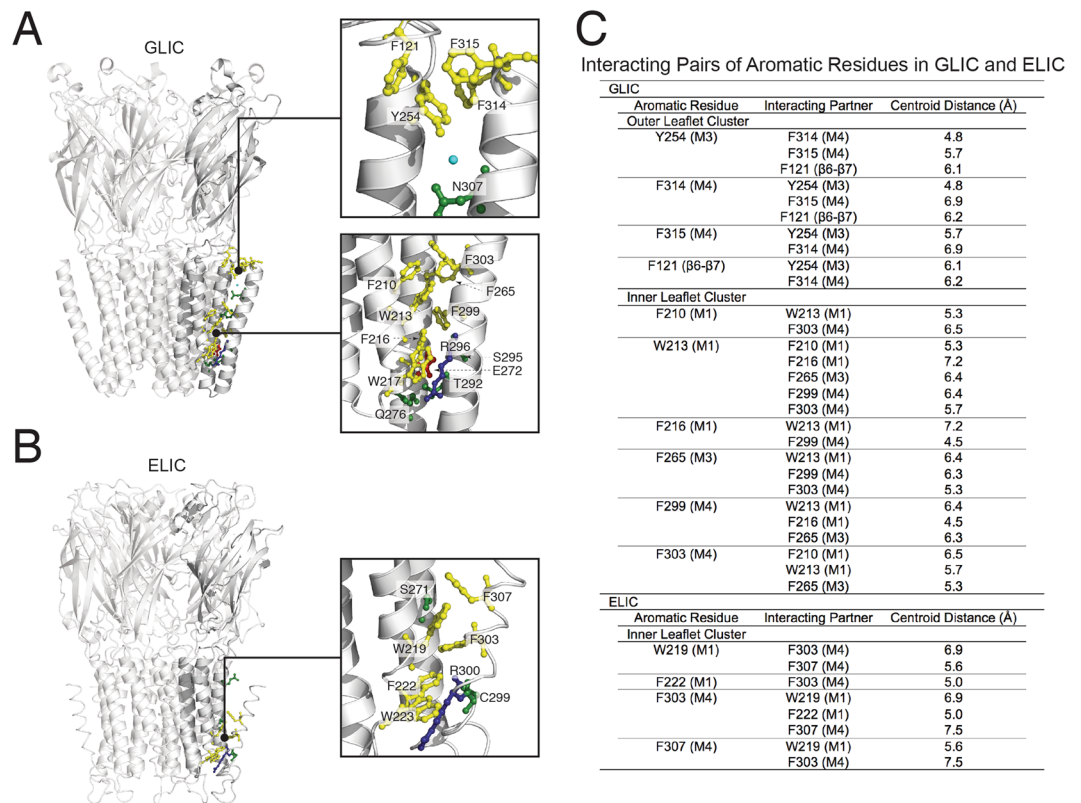 A
GLIC
F121
F315
F314
Y254
N307
F303
F210
F265
W213
F299
F216
R296
S295
E272
W217
T292
Q276
B
ELIC
S271
F307
F303
W219
R300
F222
C299
W223
C
Interacting Pairs of Aromatic Residues in GLIC and ELIC
GLIC
Aromatic Residue Interacting Partner Centroid Distance (Å)
Outer Leaflet Cluster
Y254 (M3) F314 (M4) 4.8
F315 (M4) 5.7
F121 (β6-β7) 6.1
F314 (M4) Y254 (M3) 4.8
F315 (M4) 6.9
F121 (β6-β7) 6.2
F315 (M4) Y254 (M3) 5.7
F314 (M4) 6.9
F121 (β6-β7) Y254 (M3) 6.1
F314 (M4) 6.2
Inner Leaflet Cluster
F210 (M1) W213 (M1) 5.3
F303 (M4) 6.5
W213 (M1) F210 (M1) 5.3
F216 (M1) 7.2
F265 (M3) 6.4
F299 (M4) 6.4
F303 (M4) 5.7
F216 (M1) W213 (M1) 7.2
F299 (M4) 4.5
F265 (M3) W213 (M1) 6.4
F299 (M4) 6.3
F303 (M4) 5.3
F299 (M4) W213 (M1) 6.4
F216 (M1) 4.5
F265 (M3) 6.3
F303 (M4) F210 (M1) 6.5
W213 (M1) 5.7
F265 (M3) 5.3
ELIC
Aromatic Residue Interacting Partner Centroid Distance (Å)
Inner Leaflet Cluster
W219 (M1) F303 (M4) 6.9
F307 (M4) 5.6
F222 (M1) F303 (M4) 5.0
F303 (M4) W219 (M1) 6.9
F222 (M1) 5.0
F307 (M4) 7.5
F307 (M4) W219 (M1) 5.6
F303 (M4) 7.5